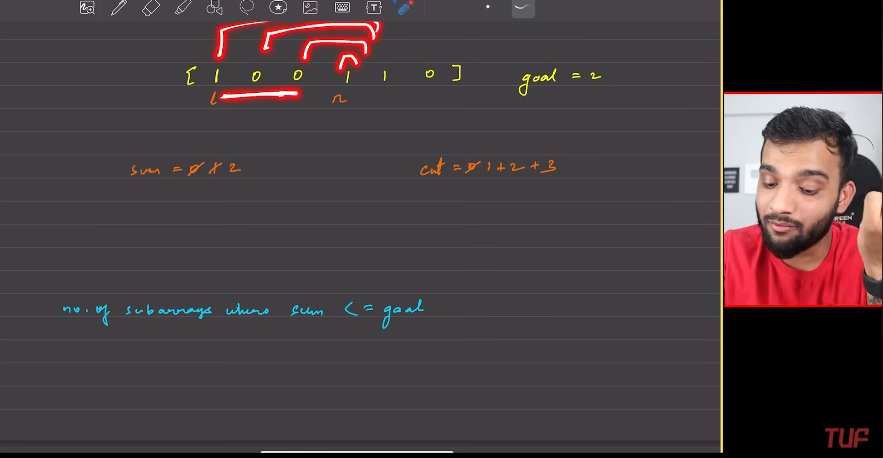 [ 1 0 0 1 1 0 ] goal = 2
l r
sum = 0 1 2 cnt = 0 1 + 2 + 3
no. of subarrays where sum <= goal
TUF